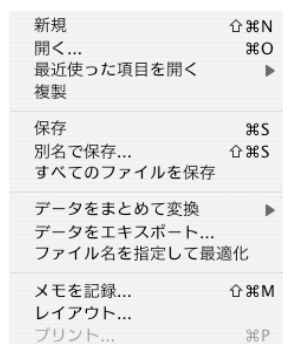 新規 ⇧⌘N
開く... ⌘O
最近使った項目を開く ▶
複製
保存 ⌘S
別名で保存... ⇧⌘S
すべてのファイルを保存
データをまとめて変換 ▶
データをエキスポート...
ファイル名を指定して最適化
メモを記録... ⇧⌘M
レイアウト...
プリント... ⌘P